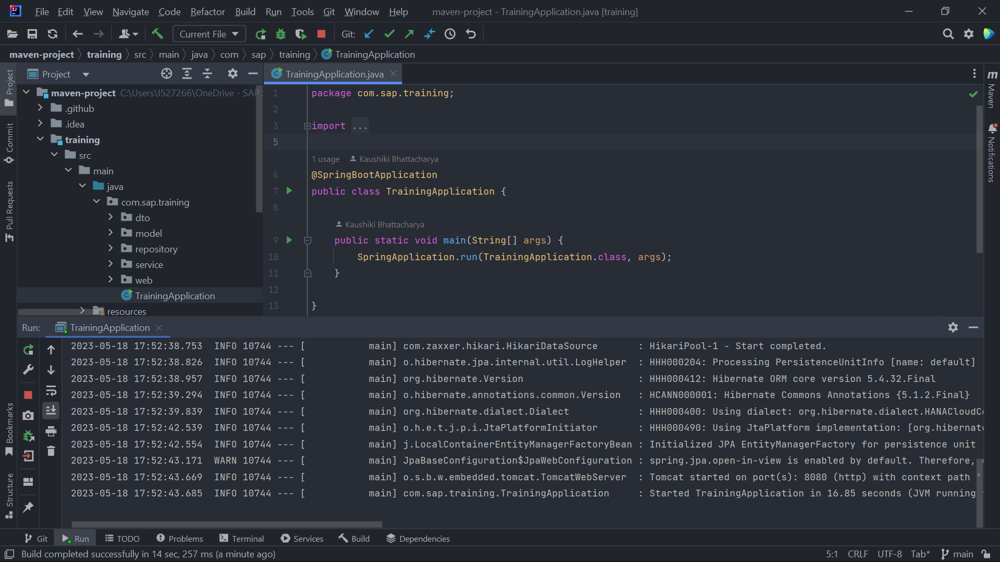 File Edit View Navigate Code Refactor Build Run Tools Git Window Help maven-project - TrainingApplication.java [training]
Current File Git:
maven-project training src main java com sap training TrainingApplication
Project
TrainingApplication.java
maven-project C:\Users\I527266\OneDrive - SAP
.github
.idea
training
src
main
java
com.sap.training
dto
model
repository
service
web
TrainingApplication
resources
1 package com.sap.training;
2
3 import ...
5
1 usage Kaushiki Bhattacharya
6 @SpringBootApplication
7 public class TrainingApplication {
8
Kaushiki Bhattacharya
9 public static void main(String[] args) {
10 SpringApplication.run(TrainingApplication.class, args);
11 }
12
13 }
Project
Commit
Pull Requests
Bookmarks
Structure
m
Maven
Notifications
Run: TrainingApplication
2023-05-18 17:52:38.753 INFO 10744 --- [ main] com.zaxxer.hikari.HikariDataSource : HikariPool-1 - Start completed.
2023-05-18 17:52:38.826 INFO 10744 --- [ main] o.hibernate.jpa.internal.util.LogHelper : HHH000204: Processing PersistenceUnitInfo [name: default]
2023-05-18 17:52:38.957 INFO 10744 --- [ main] org.hibernate.Version : HHH000412: Hibernate ORM core version 5.4.32.Final
2023-05-18 17:52:39.294 INFO 10744 --- [ main] o.hibernate.annotations.common.Version : HCANN000001: Hibernate Commons Annotations {5.1.2.Final}
2023-05-18 17:52:39.839 INFO 10744 --- [ main] org.hibernate.dialect.Dialect : HHH000400: Using dialect: org.hibernate.dialect.HANACloudC
2023-05-18 17:52:42.539 INFO 10744 --- [ main] o.h.e.t.j.p.i.JtaPlatformInitiator : HHH000490: Using JtaPlatform implementation: [org.hibernat
2023-05-18 17:52:42.554 INFO 10744 --- [ main] j.LocalContainerEntityManagerFactoryBean : Initialized JPA EntityManagerFactory for persistence unit
2023-05-18 17:52:43.171 WARN 10744 --- [ main] JpaBaseConfiguration$JpaWebConfiguration : spring.jpa.open-in-view is enabled by default. Therefore,
2023-05-18 17:52:43.669 INFO 10744 --- [ main] o.s.b.w.embedded.tomcat.TomcatWebServer : Tomcat started on port(s): 8080 (http) with context path '
2023-05-18 17:52:43.685 INFO 10744 --- [ main] com.sap.training.TrainingApplication : Started TrainingApplication in 16.85 seconds (JVM running
Git Run TODO Problems Terminal Services Build Dependencies
Build completed successfully in 14 sec, 257 ms (a minute ago) 5:1 CRLF UTF-8 Tab* main